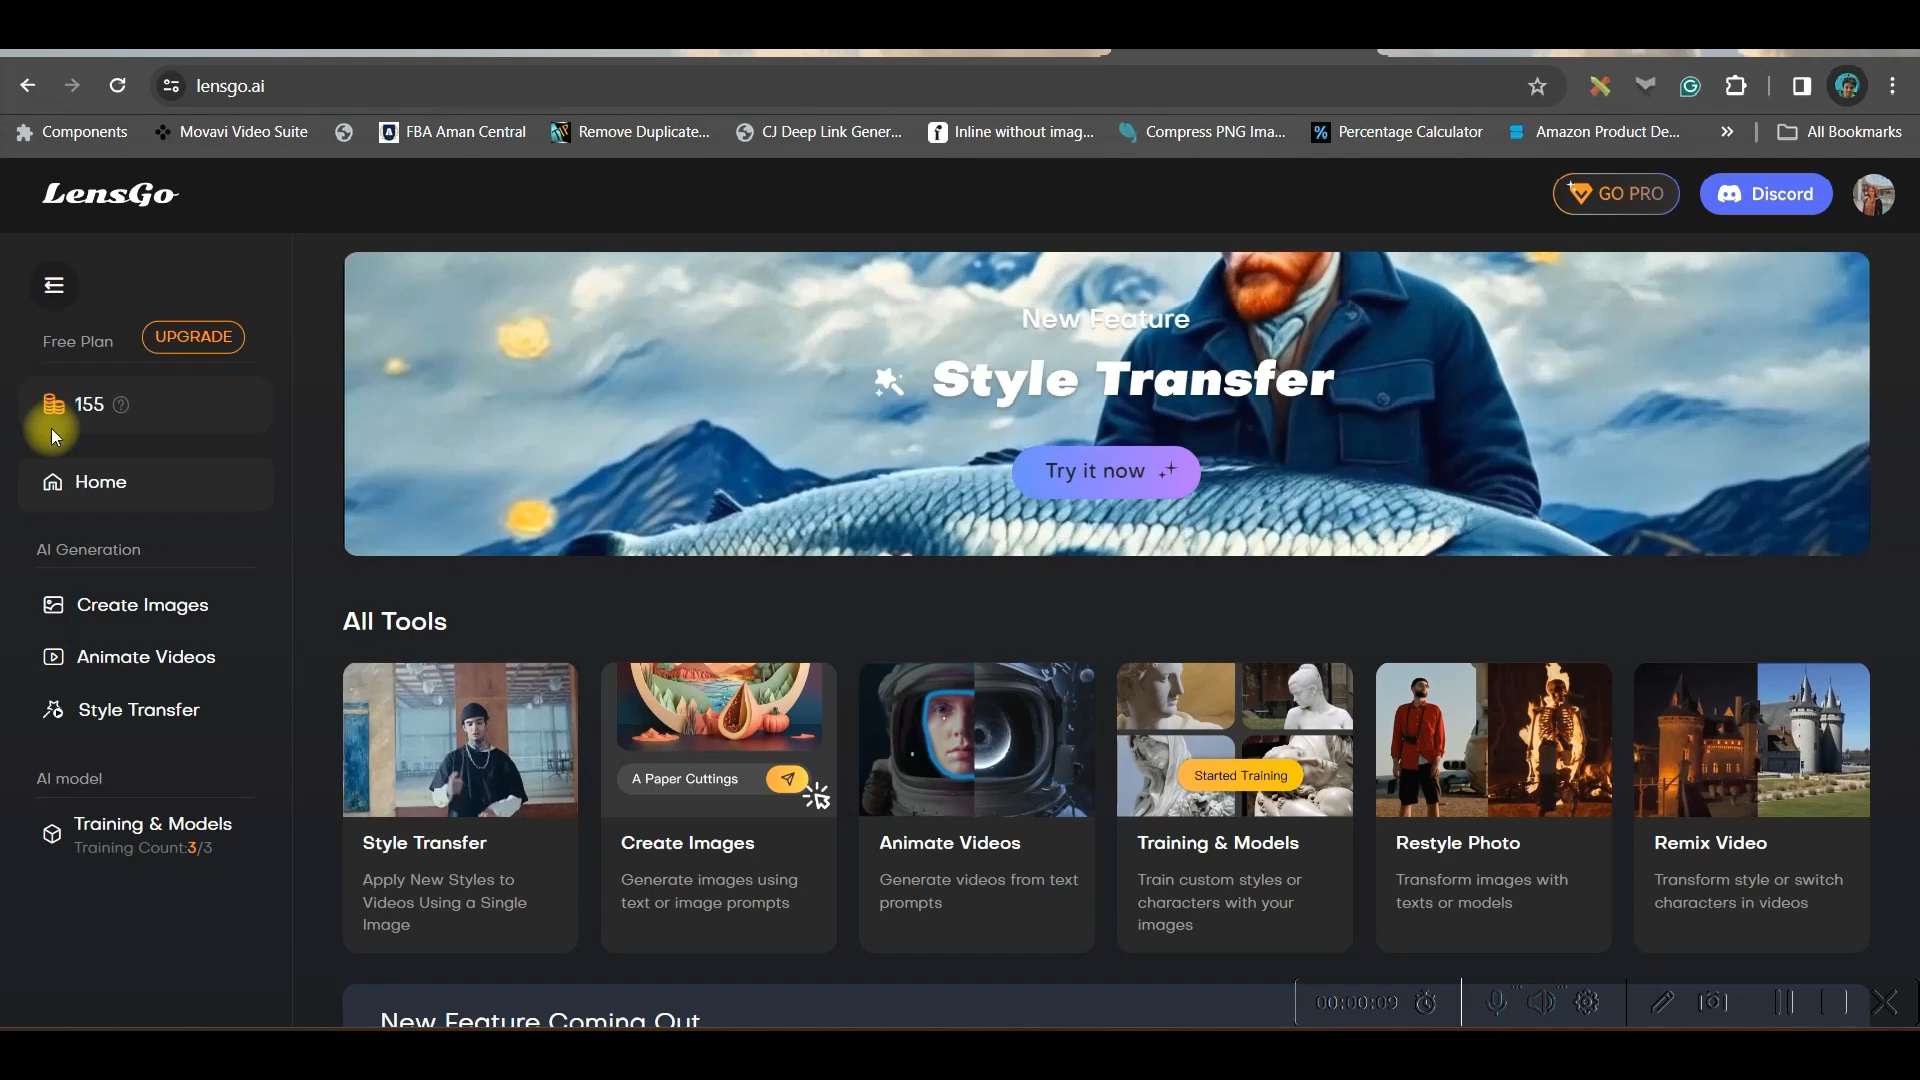 lensgo.ai
Components
Movavi Video Suite
FBA Aman Central
Remove Duplicate...
CJ Deep Link Gener...
Inline without imag...
Compress PNG Ima...
Percentage Calculator
Amazon Product De...
All Bookmarks
LensGo
GO PRO
Discord
Free Plan
UPGRADE
155
Home
AI Generation
Create Images
Animate Videos
Style Transfer
AI model
Training & Models
Training Count:3/3
New Feature
Style Transfer
Try it now
All Tools
A Paper Cuttings
Started Training
Style Transfer
Apply New Styles to
Videos Using a Single
Image
Create Images
Generate images using
text or image prompts
Animate Videos
Generate videos from text
prompts
Training & Models
Train custom styles or
characters with your
images
Restyle Photo
Transform images with
texts or models
Remix Video
Transform style or switch
characters in videos
New Feature Coming Out
00:00:09